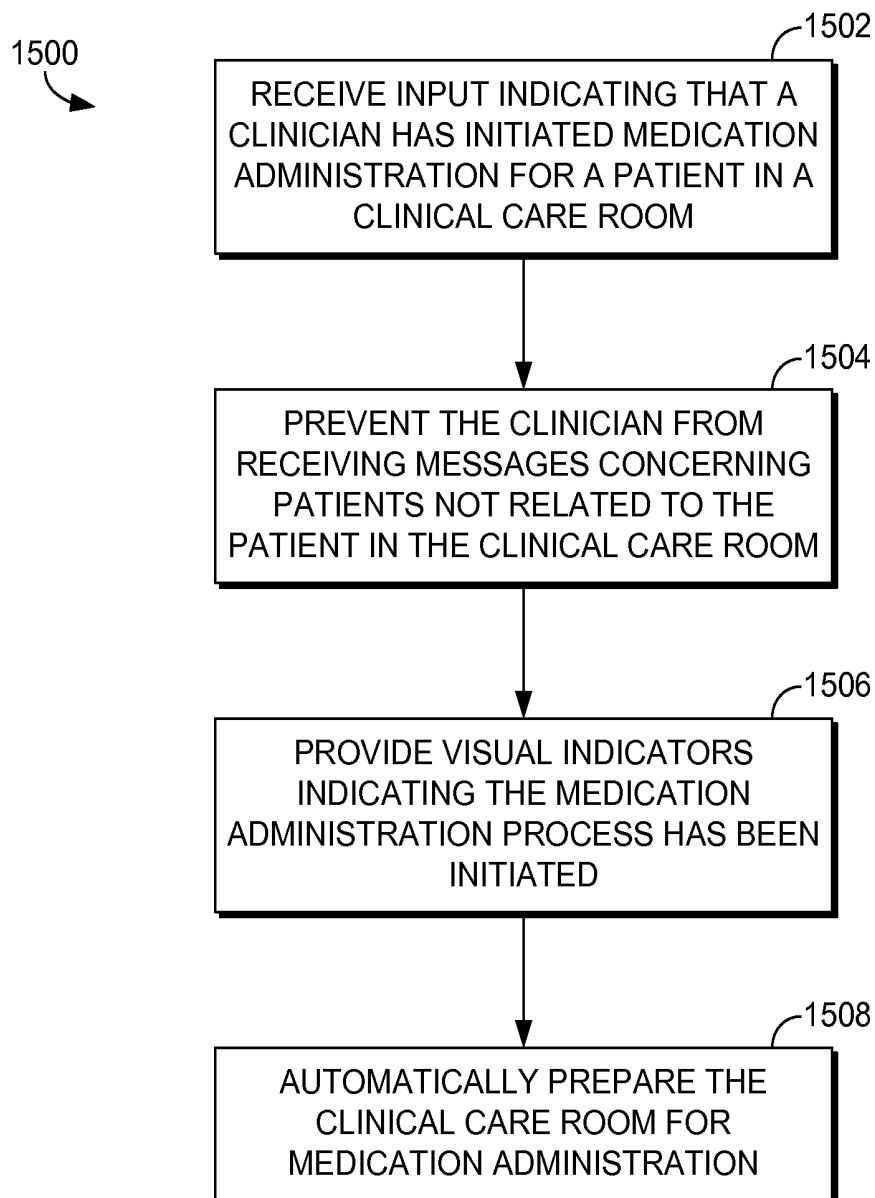 1500
1502
RECEIVE INPUT INDICATING THAT A
CLINICIAN HAS INITIATED MEDICATION
ADMINISTRATION FOR A PATIENT IN A
CLINICAL CARE ROOM
1504
PREVENT THE CLINICIAN FROM
RECEIVING MESSAGES CONCERNING
PATIENTS NOT RELATED TO THE
PATIENT IN THE CLINICAL CARE ROOM
1506
PROVIDE VISUAL INDICATORS
INDICATING THE MEDICATION
ADMINISTRATION PROCESS HAS BEEN
INITIATED
1508
AUTOMATICALLY PREPARE THE
CLINICAL CARE ROOM FOR
MEDICATION ADMINISTRATION